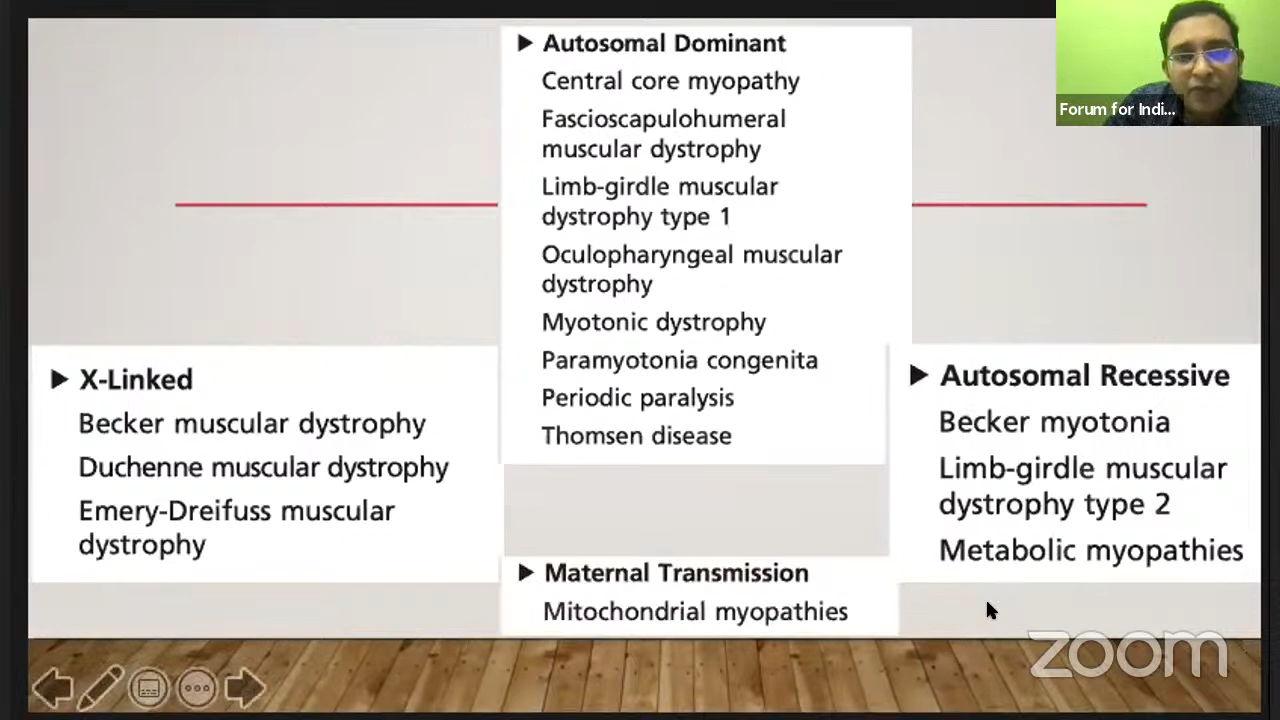 ▶ Autosomal Dominant
Central core myopathy
Fascioscapulohumeral
muscular dystrophy
Limb-girdle muscular
dystrophy type 1
Oculopharyngeal muscular
dystrophy
Myotonic dystrophy
Paramyotonia congenita
Periodic paralysis
Thomsen disease
▶ X-Linked
Becker muscular dystrophy
Duchenne muscular dystrophy
Emery-Dreifuss muscular
dystrophy
▶ Autosomal Recessive
Becker myotonia
Limb-girdle muscular
dystrophy type 2
Metabolic myopathies
▶ Maternal Transmission
Mitochondrial myopathies
Forum for Indi...
zoom